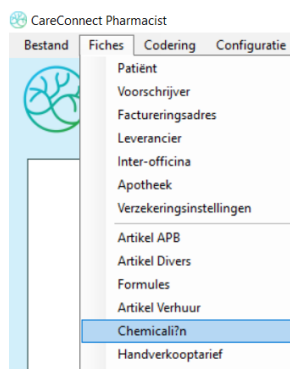 CareConnect Pharmacist
Bestand Fiches Codering Configuratie
Patiënt
Voorschrijver
Factureringsadres
Leverancier
Inter-officina
Apotheek
Verzekeringsinstellingen
Artikel APB
Artikel Divers
Formules
Artikel Verhuur
Chemicali?n
Handverkooptarief